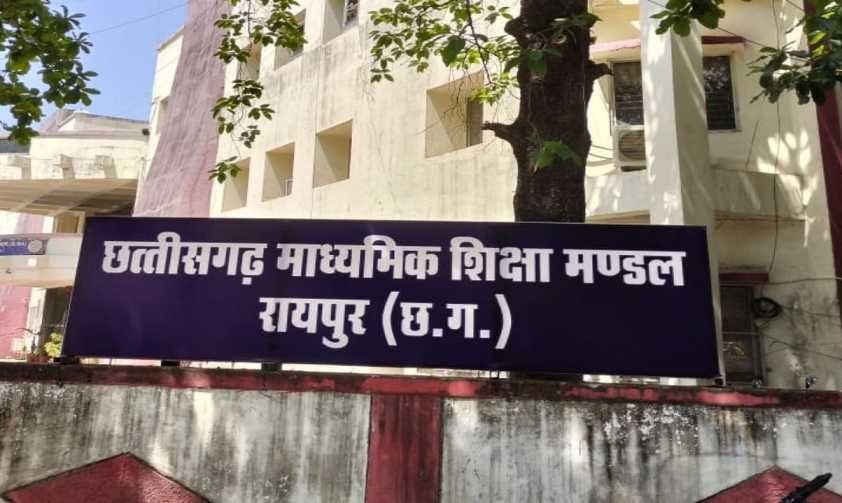 छत्तीसगढ़ माध्यमिक शिक्षा मण्डल
रायपुर (छ.ग.)